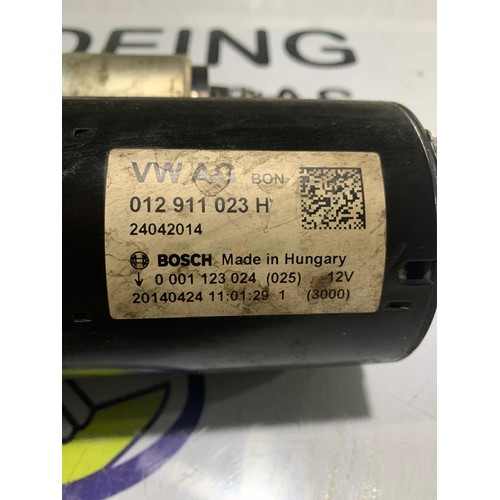 OEING
VW AG BON
012 911 023 H
24042014
BOSCH Made in Hungary
↓ 0 001 123 024 (025) 12V
20140424 11:01:29 1 (3000)